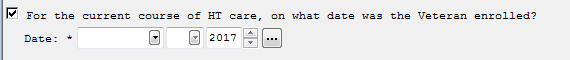 For the current course of HT care, on what date was the Veteran enrolled?
Date: * 2017 ...